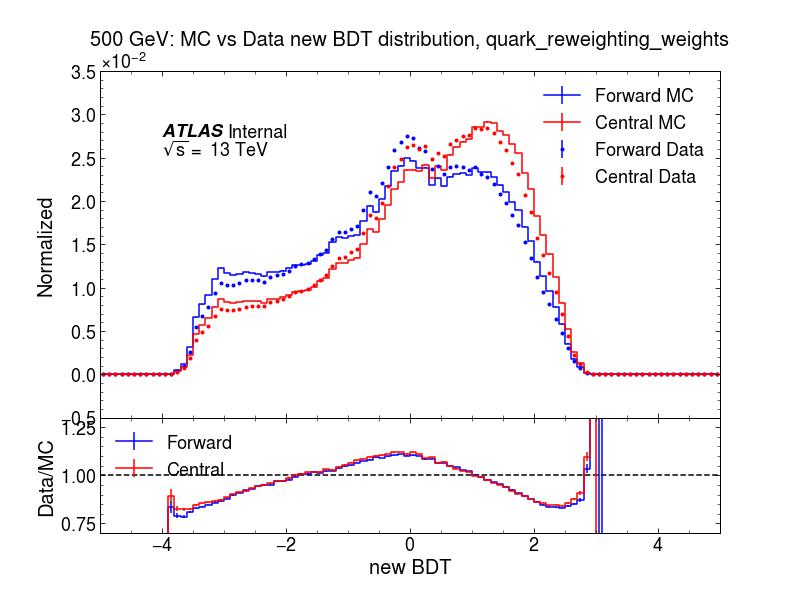 500 GeV: MC vs Data new BDT distribution, quark_reweighting_weights
×10⁻²
3.5
3.0
2.5
2.0
1.5
1.0
0.5
0.0
−0.5
Normalized
ATLAS Internal
√s = 13 TeV
Forward MC
Central MC
Forward Data
Central Data
1.25
1.00
0.75
Data/MC
Forward
Central
−4 −2 0 2 4
new BDT